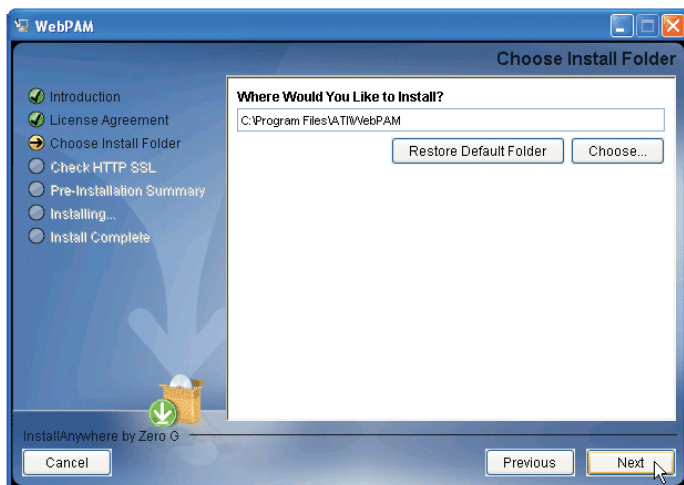 WebPAM
Choose Install Folder
Introduction
License Agreement
Choose Install Folder
Check HTTP SSL
Pre-Installation Summary
Installing...
Install Complete
Where Would You Like to Install?
C:\Program Files\ATI\WebPAM
Restore Default Folder
Choose...
InstallAnywhere by Zero G
Cancel
Previous
Next